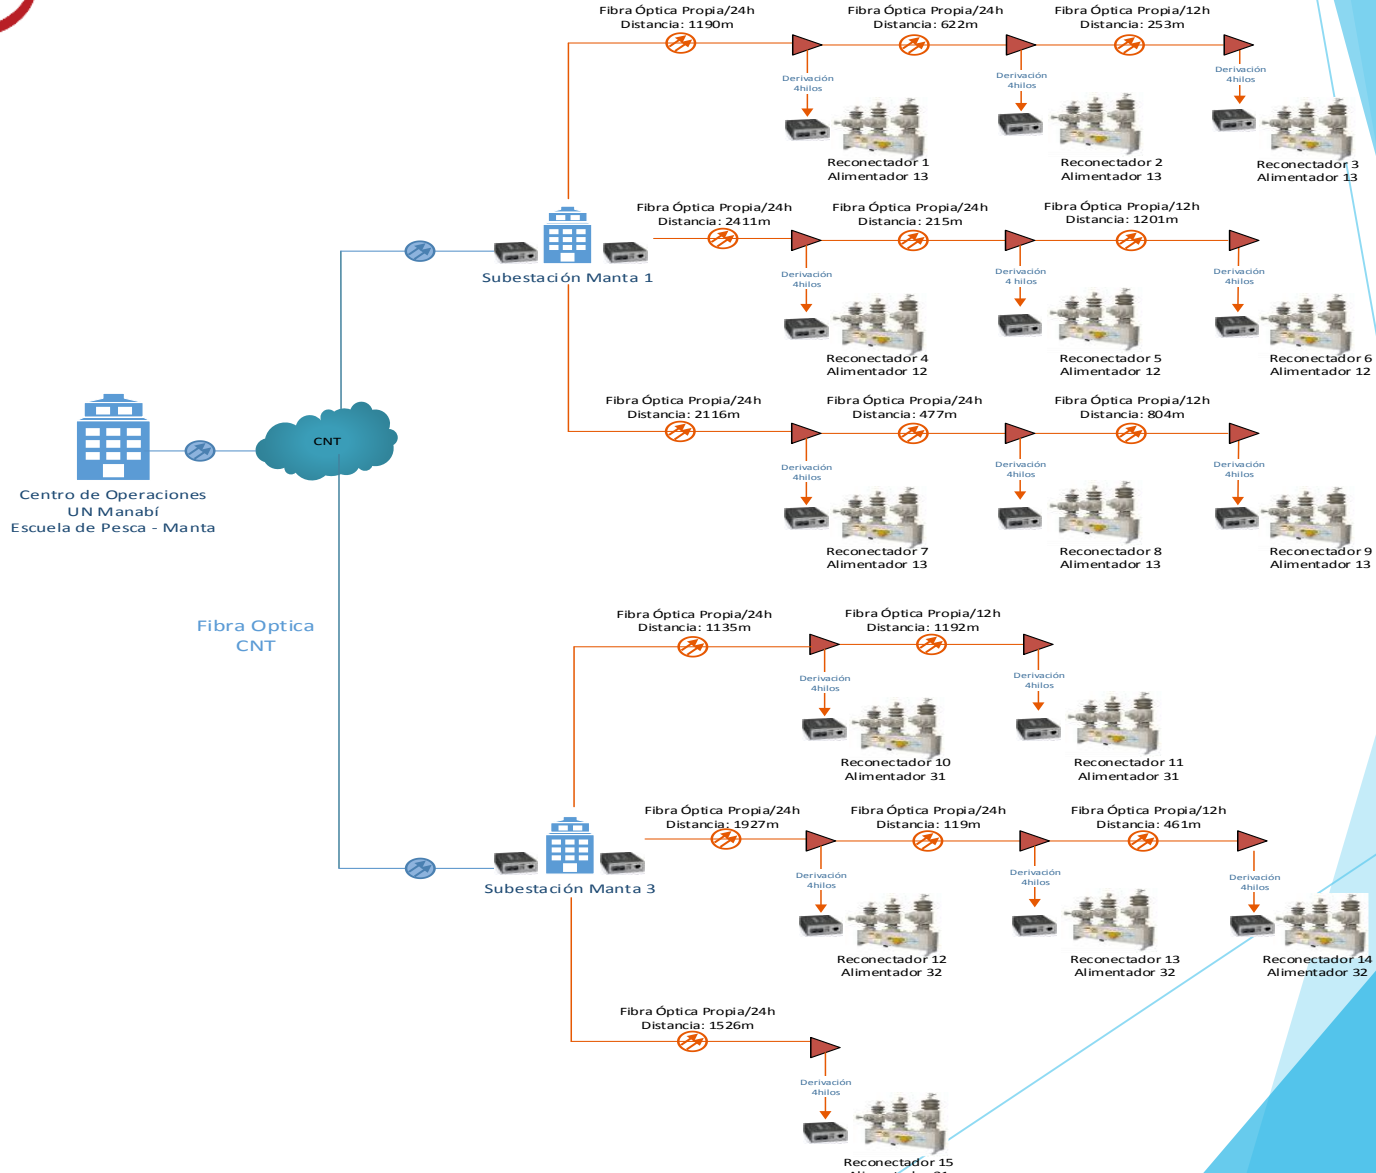 Fibra Óptica Propia/24h
Distancia: 1190m
Fibra Óptica Propia/24h
Distancia: 622m
Fibra Óptica Propia/12h
Distancia: 253m
Derivación
4hilos
Derivación
4hilos
Derivación
4hilos
Reconectador 1
Alimentador 13
Reconectador 2
Alimentador 13
Reconectador 3
Alimentador 13
Fibra Óptica Propia/24h
Distancia: 2411m
Fibra Óptica Propia/24h
Distancia: 215m
Fibra Óptica Propia/12h
Distancia: 1201m
Subestación Manta 1
Derivación
4hilos
Derivación
4 hilos
Derivación
4hilos
Reconectador 4
Alimentador 12
Reconectador 5
Alimentador 12
Reconectador 6
Alimentador 12
Fibra Óptica Propia/24h
Distancia: 2116m
Fibra Óptica Propia/24h
Distancia: 477m
Fibra Óptica Propia/12h
Distancia: 804m
CNT
Derivación
4hilos
Derivación
4hilos
Derivación
4hilos
Centro de Operaciones
UN Manabí
Escuela de Pesca - Manta
Reconectador 7
Alimentador 13
Reconectador 8
Alimentador 13
Reconectador 9
Alimentador 13
Fibra Optica
CNT
Fibra Óptica Propia/24h
Distancia: 1135m
Fibra Óptica Propia/12h
Distancia: 1192m
Derivación
4hilos
Derivación
4hilos
Reconectador 10
Alimentador 31
Reconectador 11
Alimentador 31
Fibra Óptica Propia/24h
Distancia: 1927m
Fibra Óptica Propia/24h
Distancia: 119m
Fibra Óptica Propia/12h
Distancia: 461m
Subestación Manta 3
Derivación
4hilos
Derivación
4hilos
Derivación
4hilos
Reconectador 12
Alimentador 32
Reconectador 13
Alimentador 32
Reconectador 14
Alimentador 32
Fibra Óptica Propia/24h
Distancia: 1526m
Derivación
4hilos
Reconectador 15